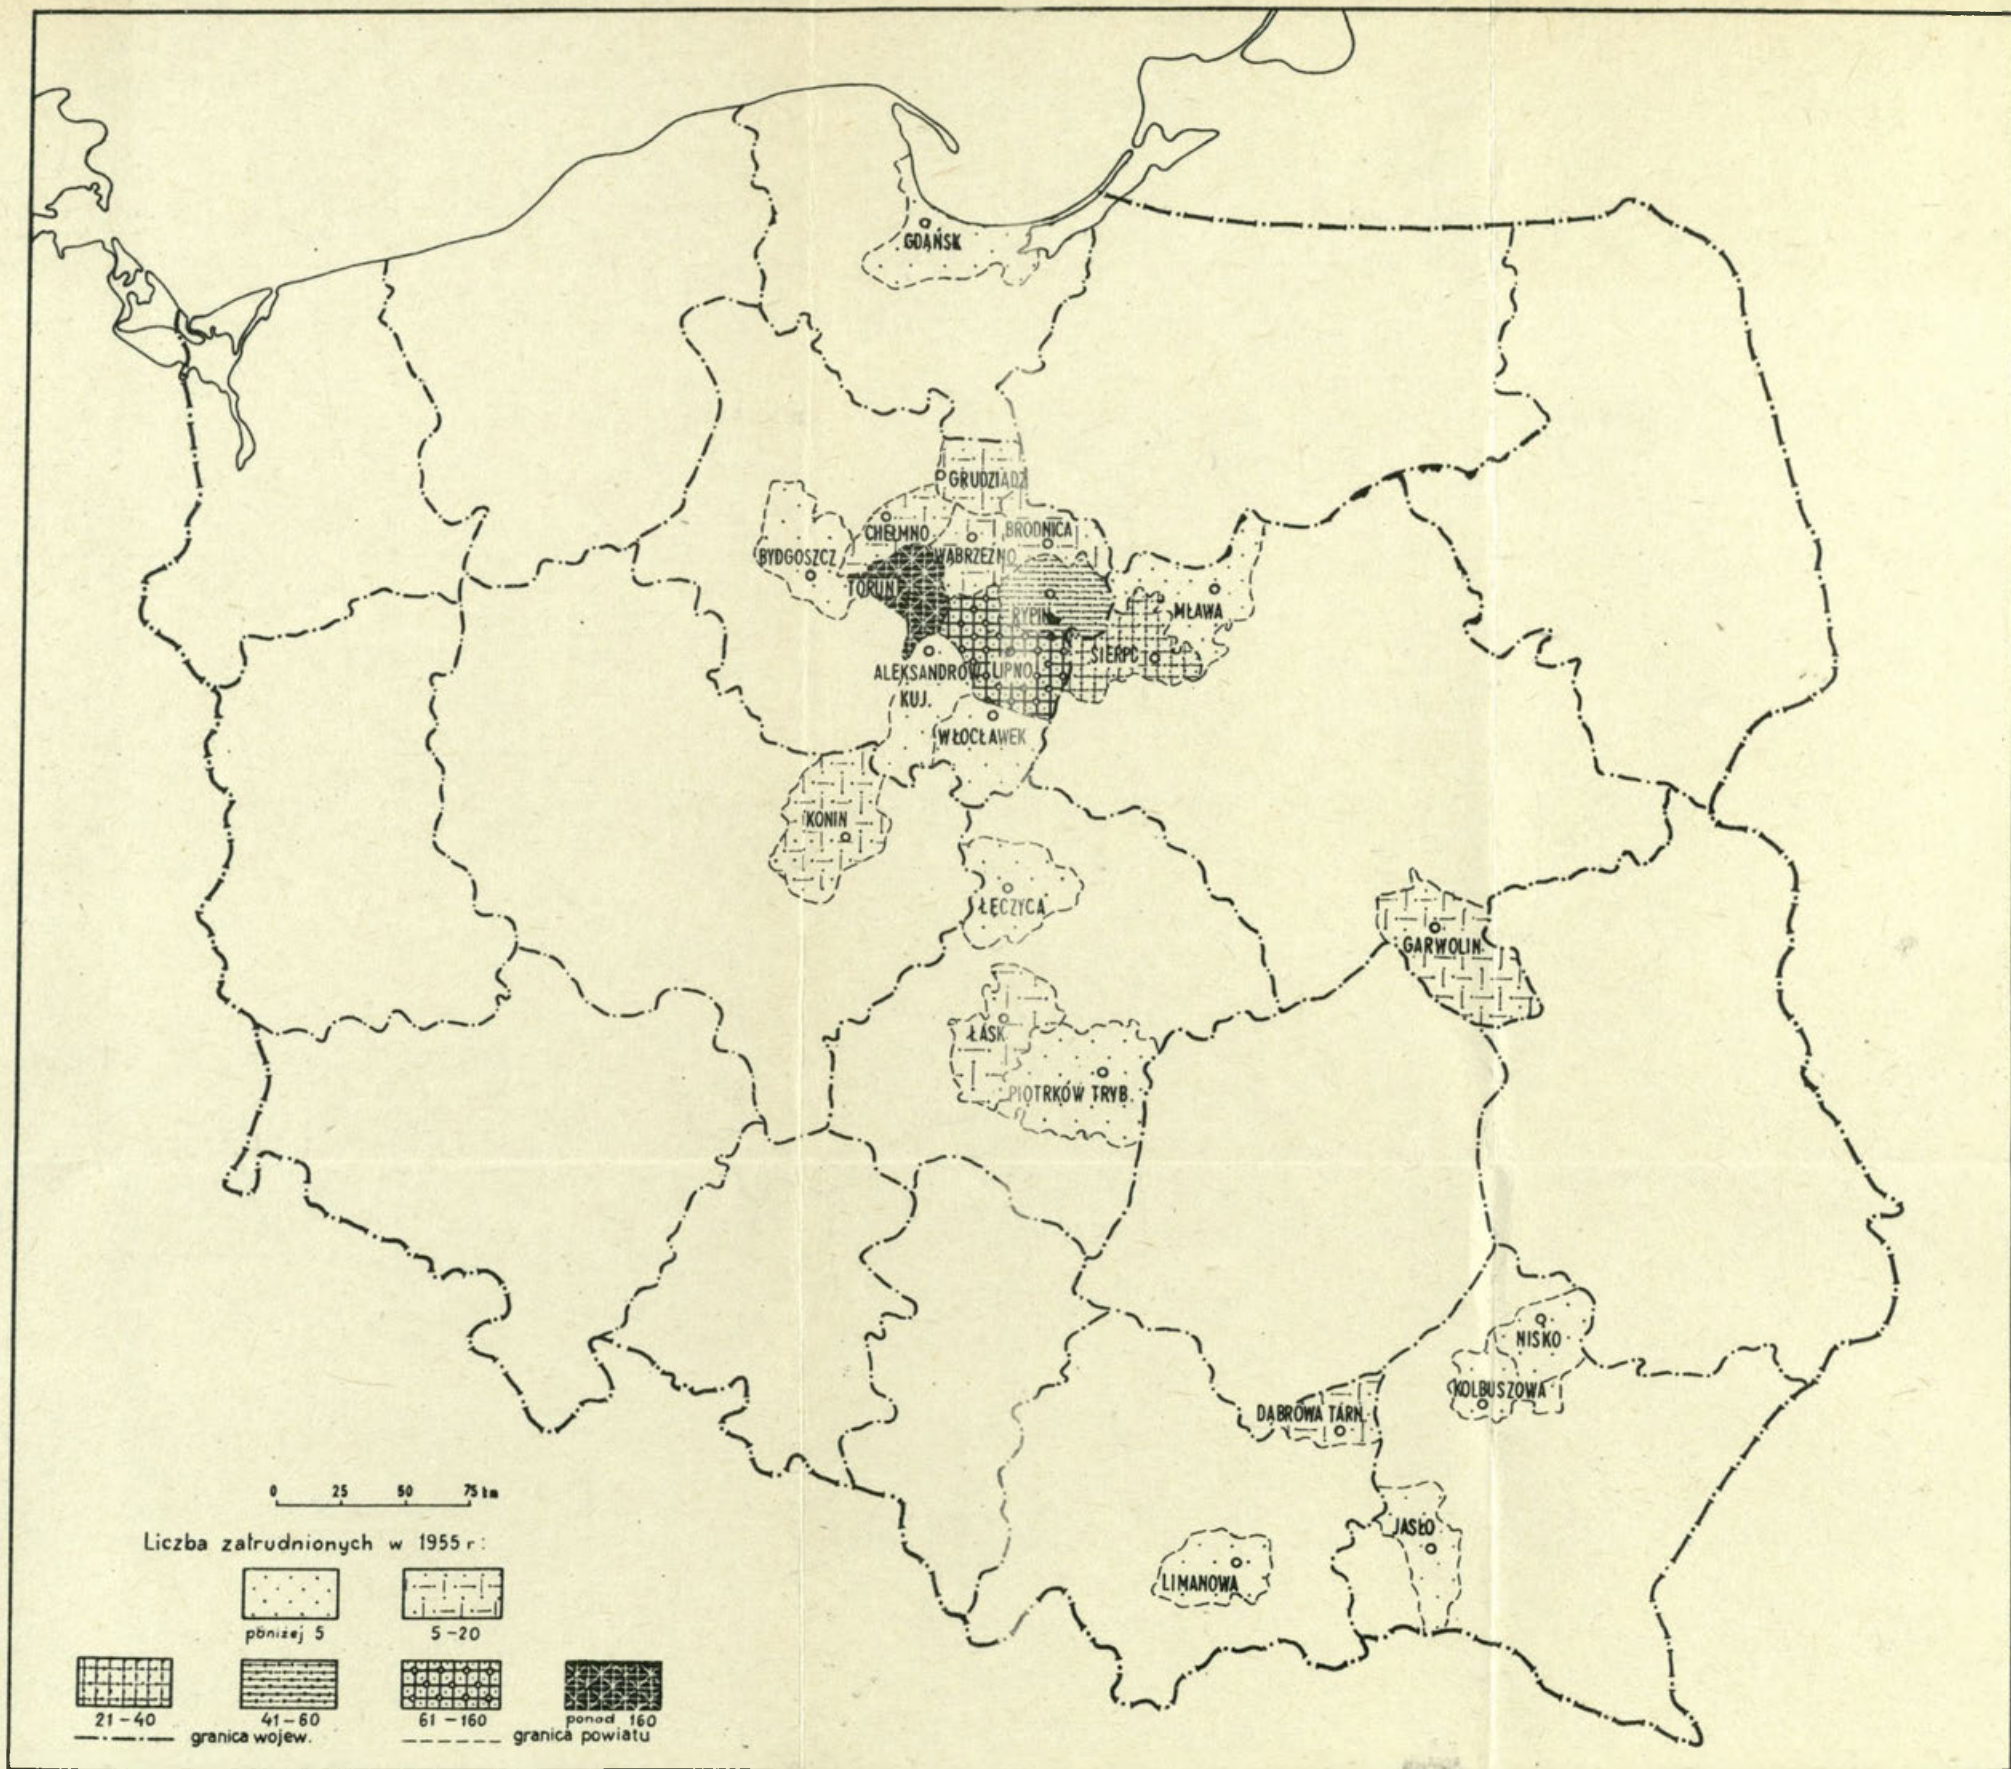 GDAŃSK
GRUDZIĄDZ
CHEŁMNO
BRODNICA
BYDGOSZCZ
WĄBRZEŹNO
TORUŃ
RYPIN
MŁAWA
SIERPC
ALEKSANDRÓW
KUJ.
LIPNO
WŁOCŁAWEK
KONIN
ŁĘCZYCA
GARWOLIN
ŁASK
PIOTRKÓW TRYB.
NISKO
KOLBUSZOWA
DĄBROWA TARN.
JASŁO
LIMANOWA
0 25 50 75 km
Liczba zatrudnionych w 1955 r:
poniżej 5 5-20
21-40 41-60 61-160 ponad 160
granica wojew. granica powiatu